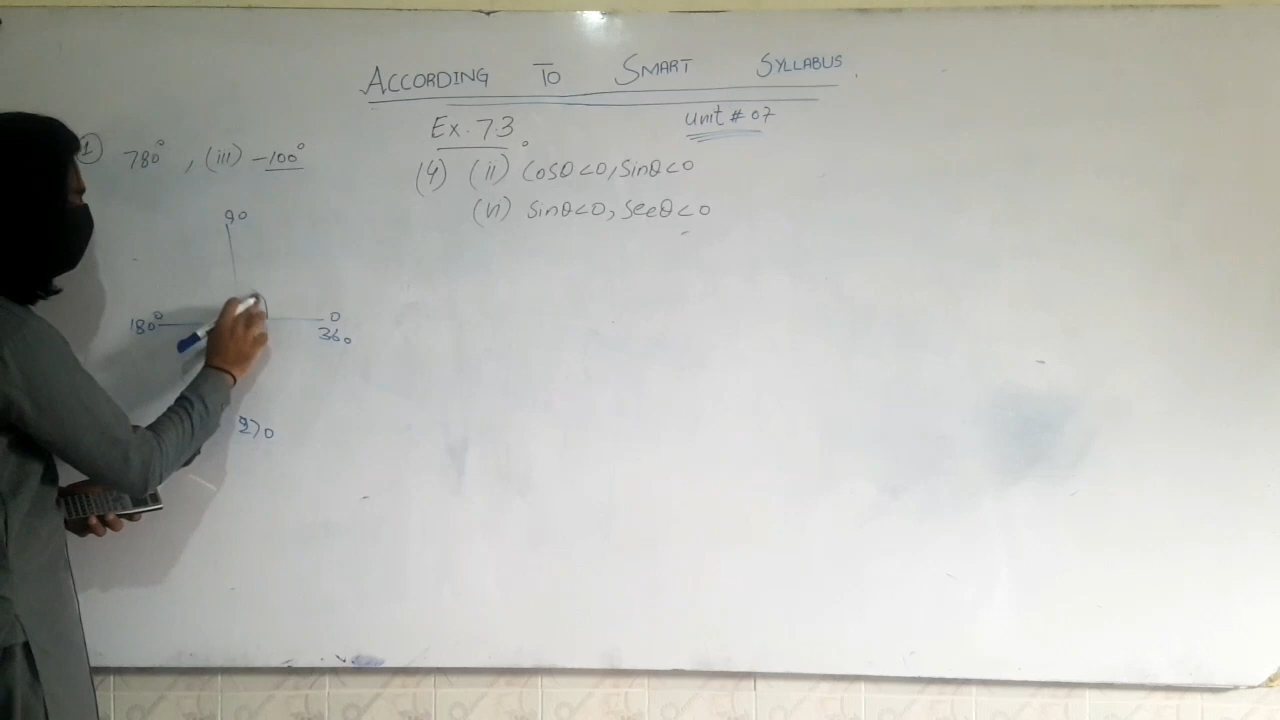 ACCORDING TO SMART SYLLABUS.
Ex. 7.3 Unit # 07
① 780°, (iii) -100°
(4) (ii) Cosθ<0, Sinθ<0
(vi) Sinθ<0, Secθ<0
90
180° 0
360
270